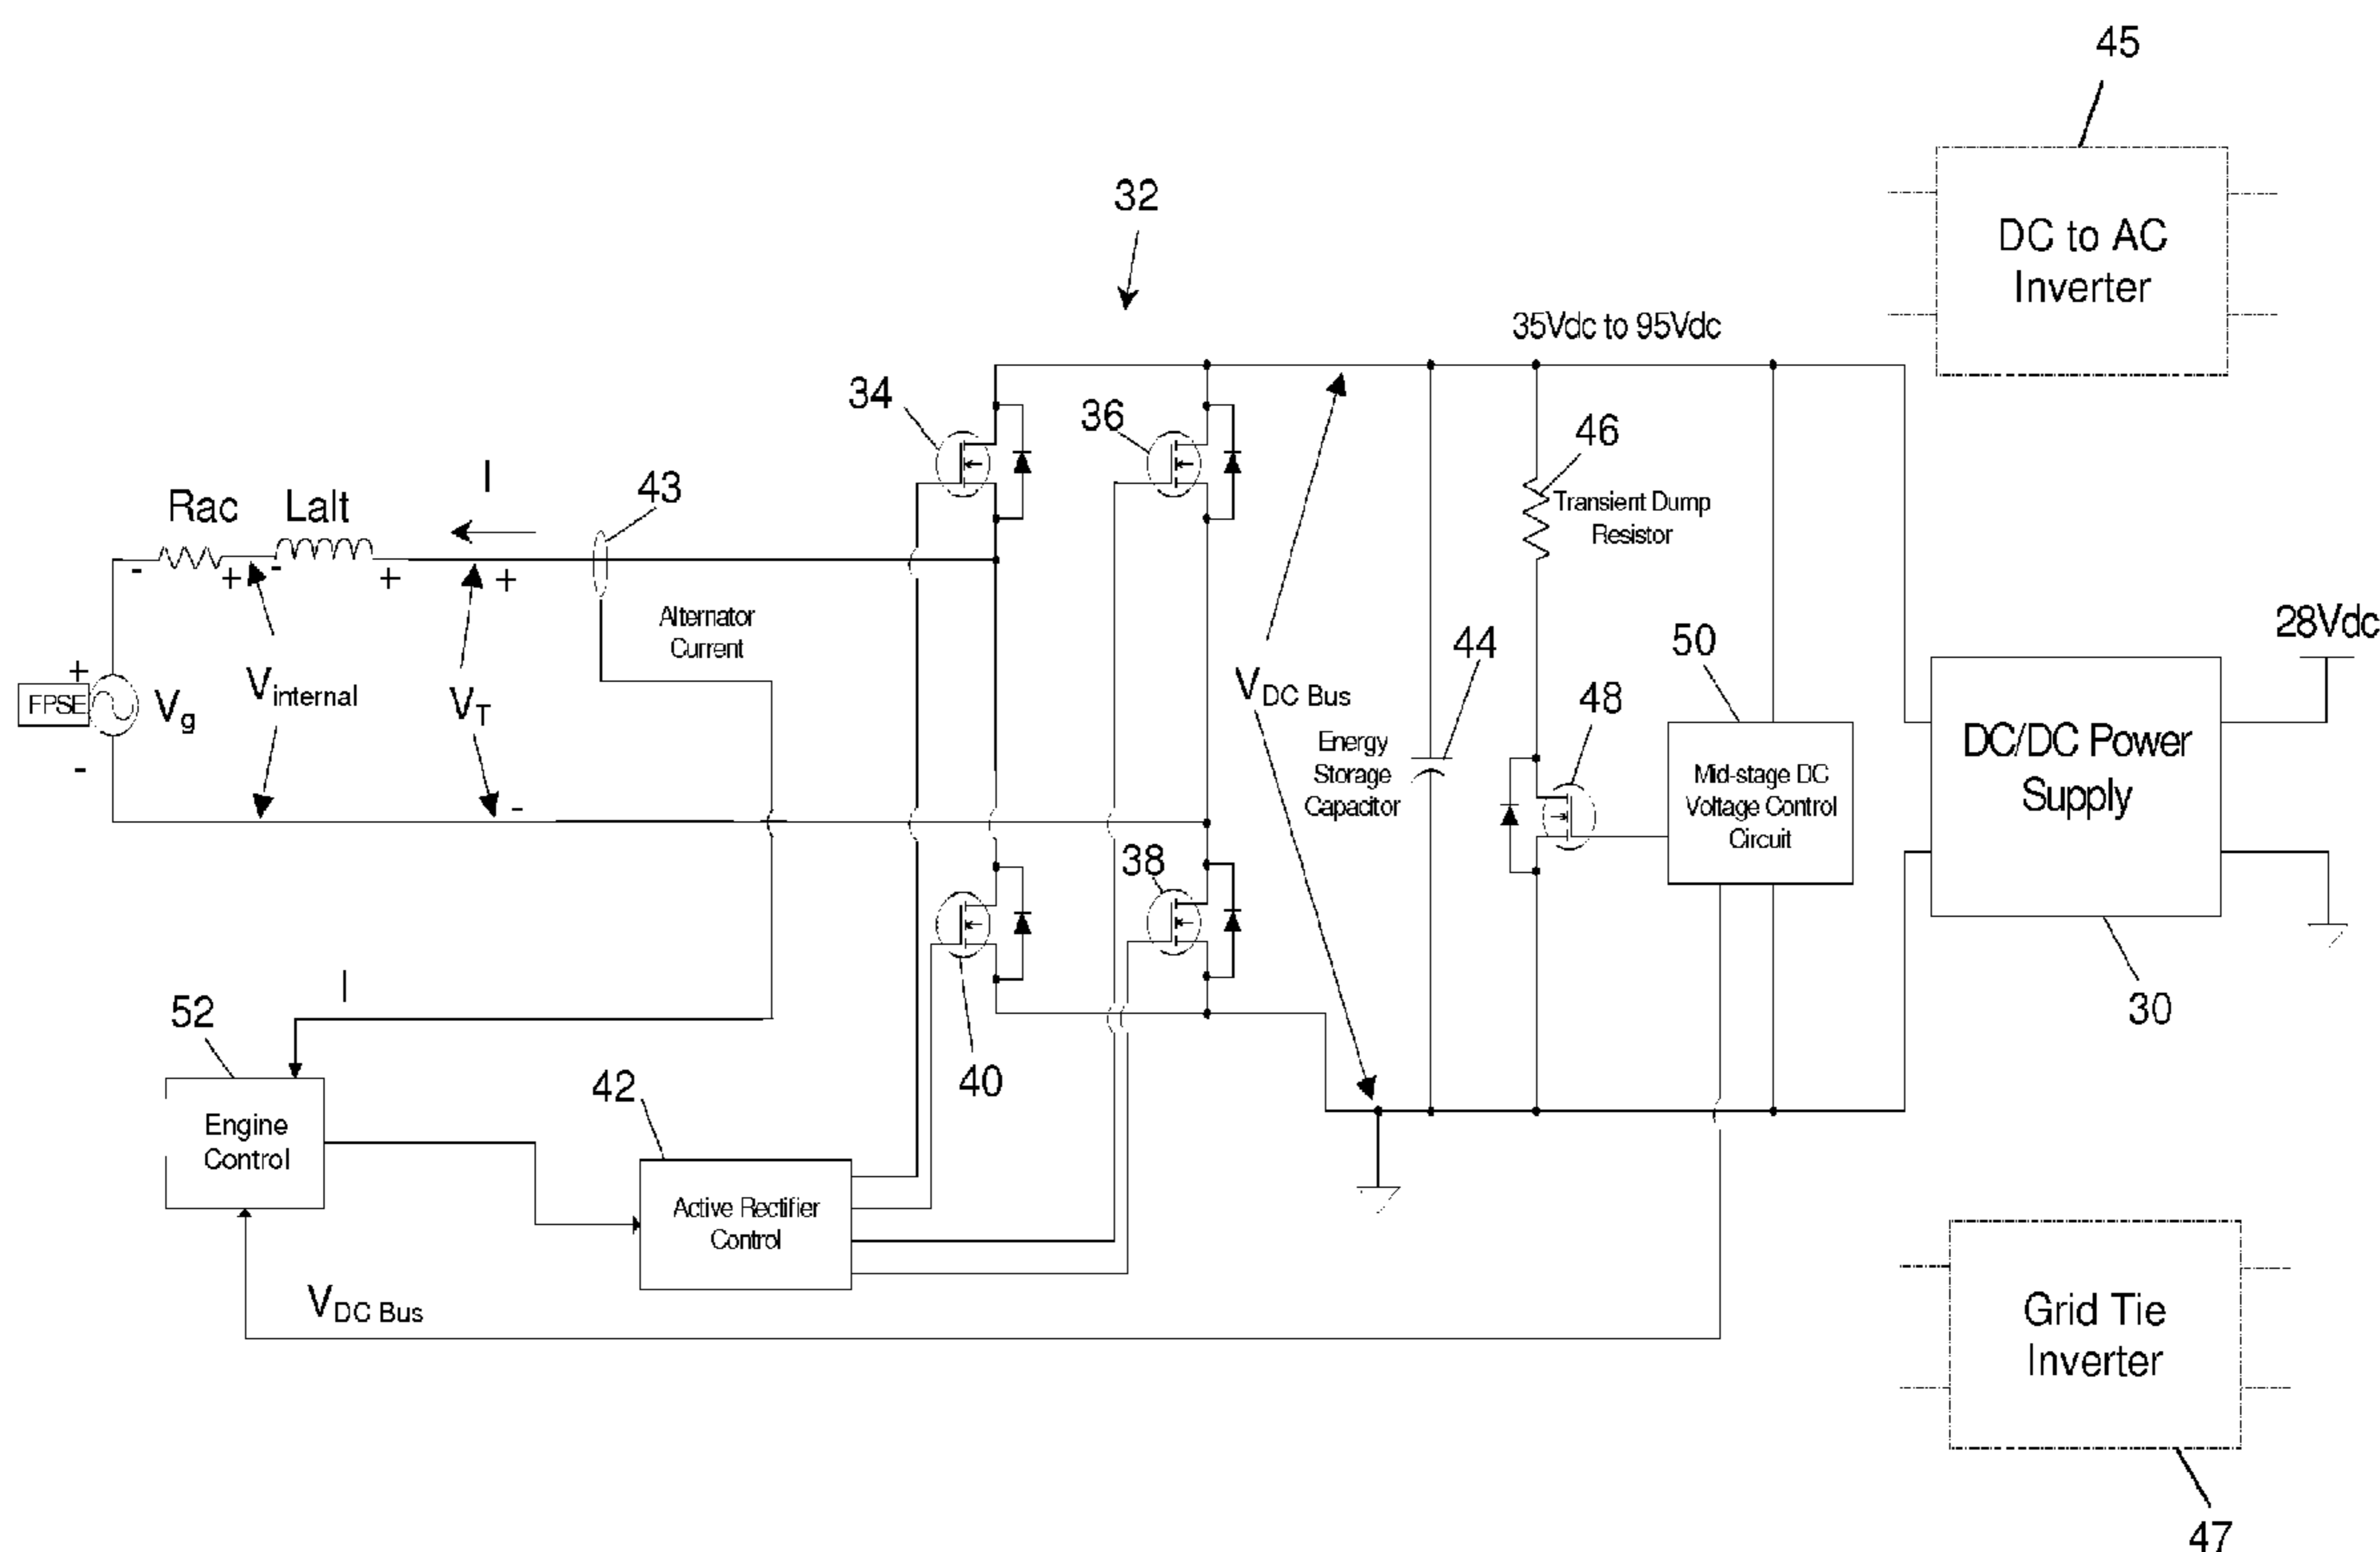 45
DC to AC
Inverter
32
35Vdc to 95Vdc
34
36
46
Transient Dump
Resistor
I
43
Rac
Lalt
-
+
-
+
+
Alternator
Current
28Vdc
44
50
48
+
FPSE
Vg
-
Vinternal
VT
-
VDC Bus
Energy
Storage
Capacitor
Mid-stage DC
Voltage Control
Circuit
DC/DC Power
Supply
38
30
40
I
52
Engine
Control
42
Active Rectifier
Control
VDC Bus
Grid Tie
Inverter
47